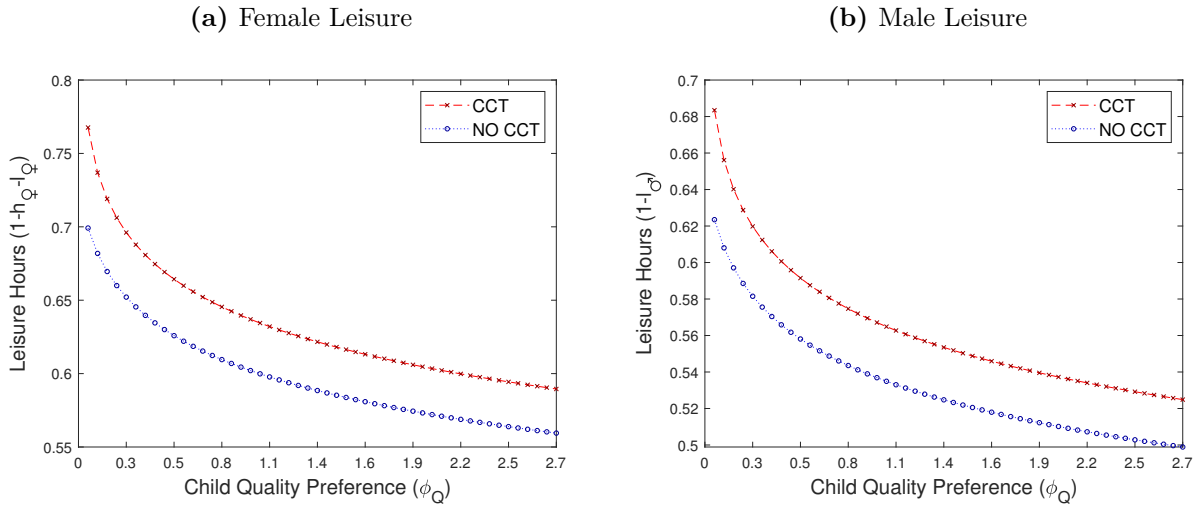 (a) Female Leisure
0.8
0.75
0.7
0.65
0.6
0.55
Leisure Hours (1-h♀-l♀)
CCT
NO CCT
0 0.3 0.5 0.8 1.1 1.4 1.6 1.9 2.2 2.5 2.7
Child Quality Preference (ϕQ)
(b) Male Leisure
0.7
0.68
0.66
0.64
0.62
0.6
0.58
0.56
0.54
0.52
0.5
Leisure Hours (1-l♂)
CCT
NO CCT
0 0.3 0.5 0.8 1.1 1.4 1.6 1.9 2.2 2.5 2.7
Child Quality Preference (ϕQ)